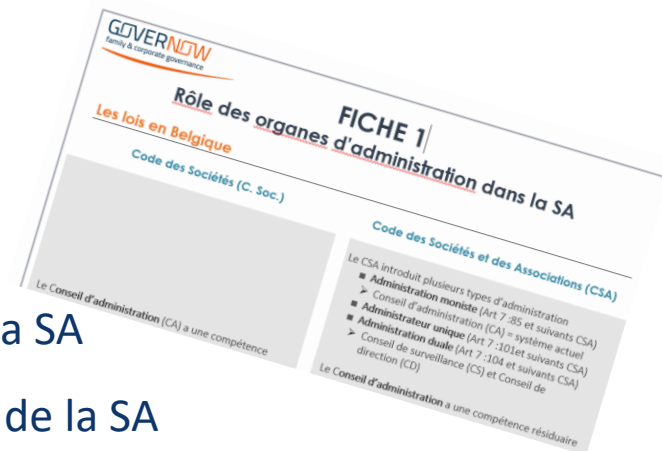 GOVERNOW
family & corporate governance
FICHE 1
Rôle des organes d'administration dans la SA
Les lois en Belgique
Code des Sociétés (C. Soc.)
Le Conseil d'administration (CA) a une compétence
Code des Sociétés et des Associations (CSA)
Le CSA introduit plusieurs types d'administration
■ Administration moniste (Art 7 :85 et suivants CSA)
➢ Conseil d'administration (CA) = système actuel
■ Administrateur unique (Art 7 :101et suivants CSA)
■ Administration duale (Art 7 :104 et suivants CSA)
➢ Conseil de surveillance (CS) et Conseil de
direction (CD)
Le Conseil d'administration a une compétence résiduaire
a SA
de la SA